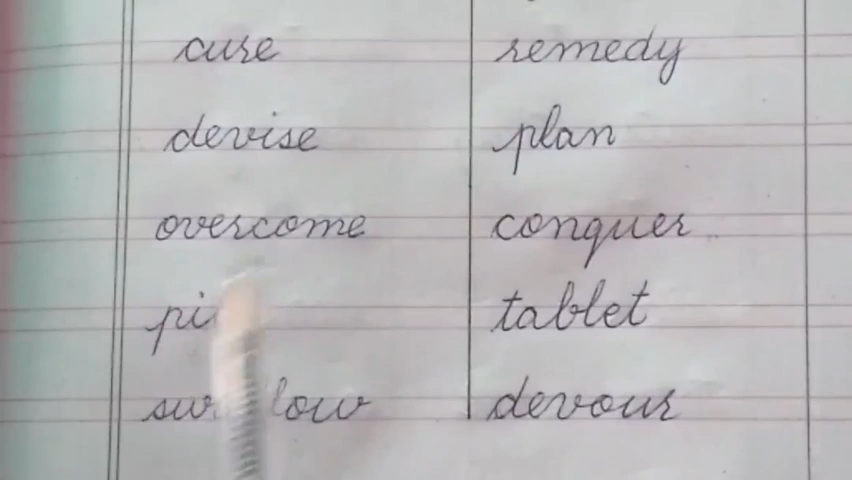 cure remedy
devise plan
overcome conquer
tablet
devour